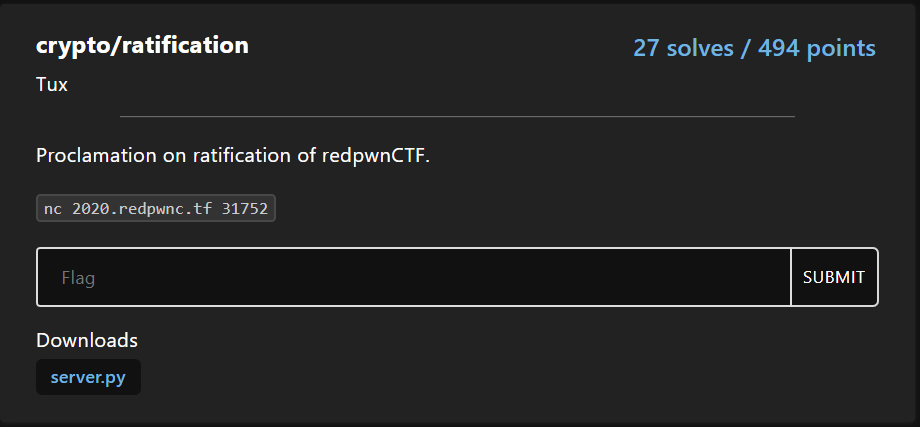 crypto/ratification
27 solves / 494 points
Tux
Proclamation on ratification of redpwnCTF.
nc 2020.redpwnc.tf 31752
Flag
SUBMIT
Downloads
server.py